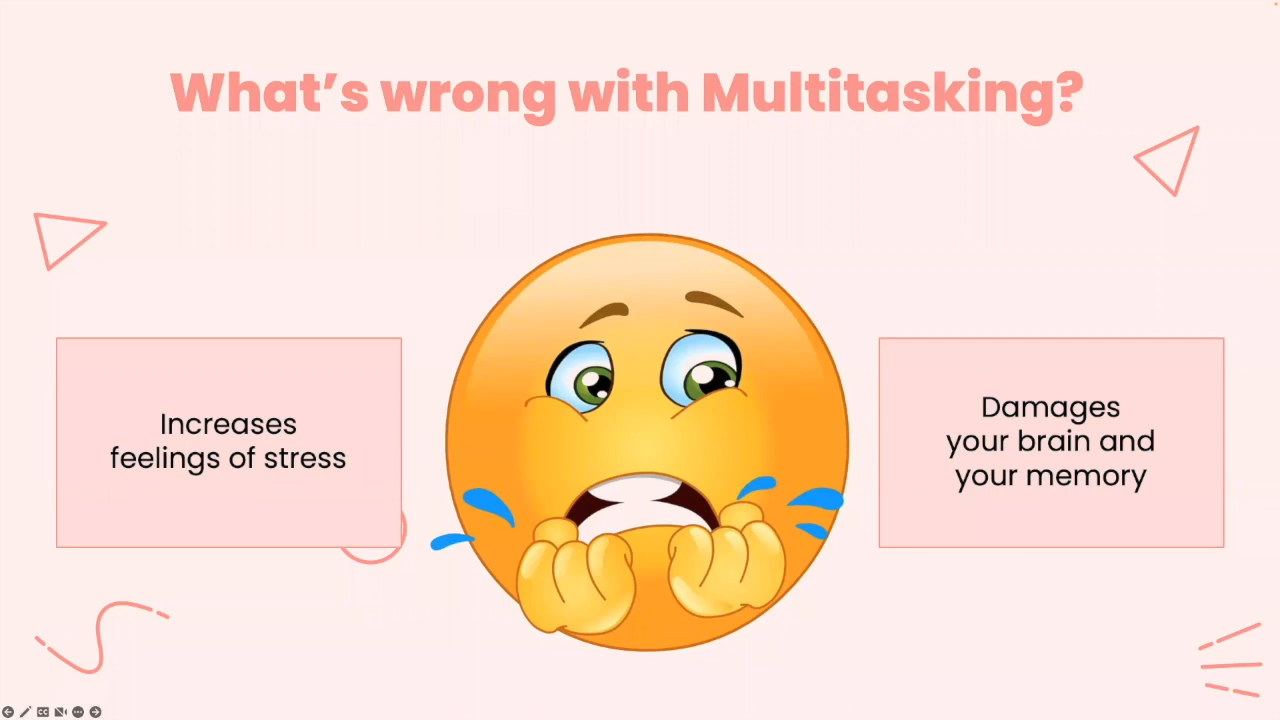 What’s wrong with Multitasking?
Increases
feelings of stress
Damages
your brain and
your memory